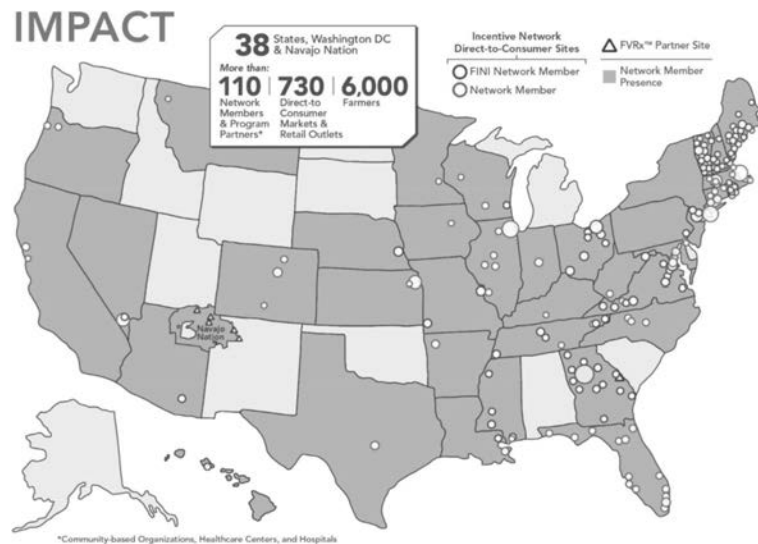 IMPACT
38 States, Washington DC
& Navajo Nation
More than:
110 730 6,000
Network Members & Program Partners*
Direct-to Consumer Markets & Retail Outlets
Farmers
Incentive Network
Direct-to-Consumer Sites
FINI Network Member
Network Member
FVRx™ Partner Site
Network Member
Presence
Navajo
Nation
*Community-based Organizations, Healthcare Centers, and Hospitals